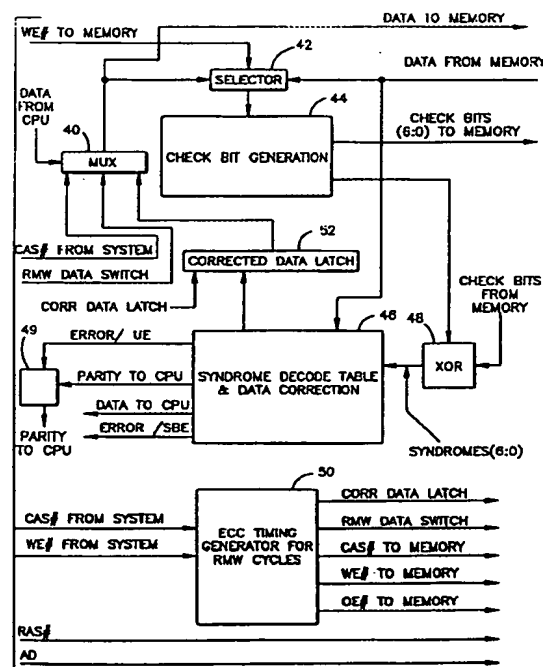 DATA TO MEMORY
WE# TO MEMORY
42
SELECTOR
DATA FROM MEMORY
DATA
FROM
CPU
44
40
MUX
CHECK BIT GENERATION
CHECK BITS
(6:0) TO MEMORY
52
CAS# FROM SYSTEM
RMW DATA SWITCH
CORRECTED DATA LATCH
CORR DATA LATCH
CHECK BITS
FROM
MEMORY
46
48
49
ERROR/ UE
XOR
PARITY TO CPU
SYNDROME DECODE TABLE
& DATA CORRECTION
DATA TO CPU
PARITY
TO CPU
ERROR /SBE
SYNDROMES(6:0)
50
CORR DATA LATCH
CAS# FROM SYSTEM
RMW DATA SWITCH
ECC TIMING
GENERATOR FOR
RMW CYCLES
CAS# TO MEMORY
WE# FROM SYSTEM
WE# TO MEMORY
OE# TO MEMORY
RAS#
AD